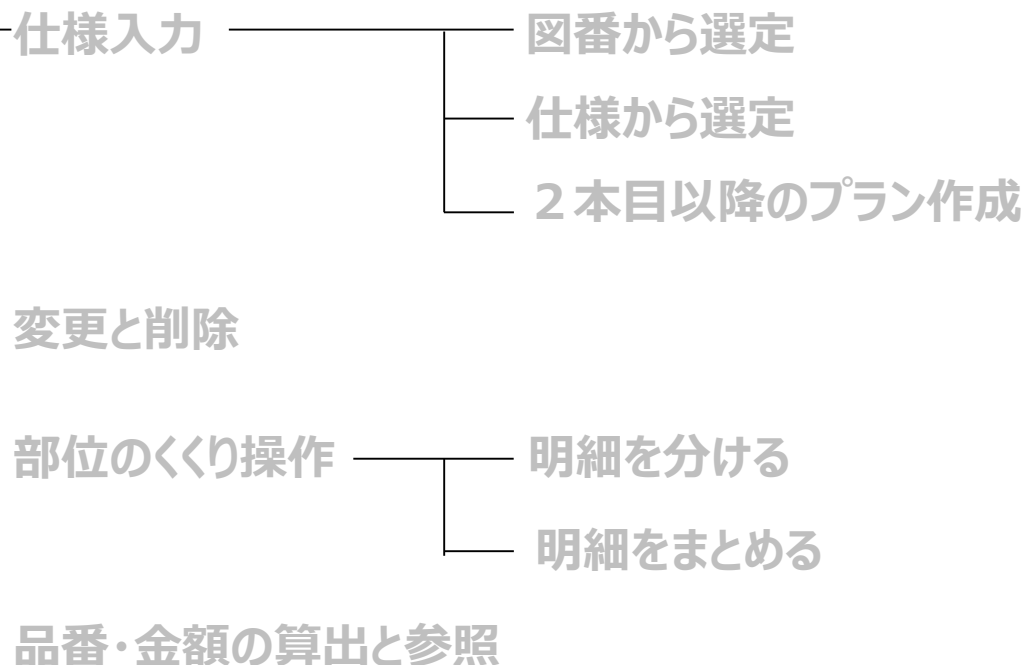 仕様入力
図番から選定
仕様から選定
２本目以降のプラン作成
変更と削除
部位のくくり操作
明細を分ける
明細をまとめる
品番・金額の算出と参照